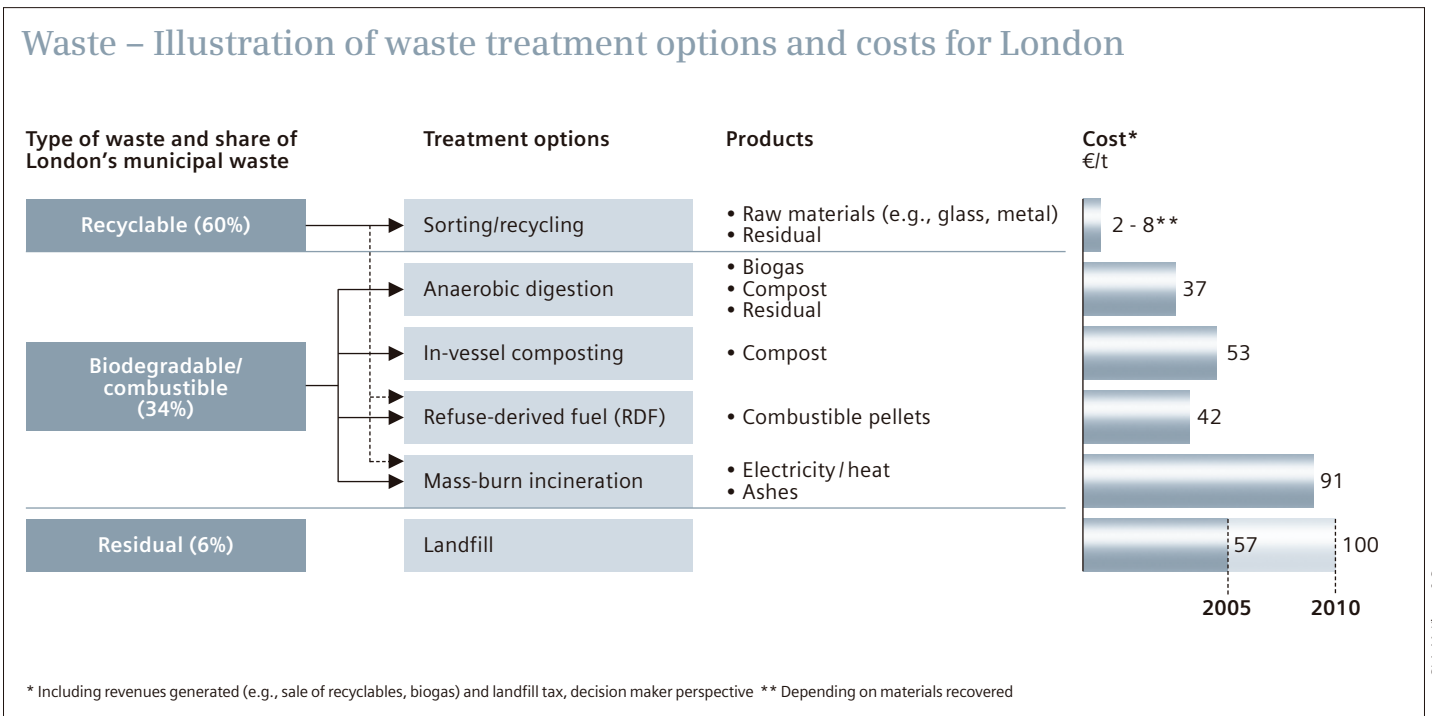 Waste – Illustration of waste treatment options and costs for London
Type of waste and share of
London's municipal waste
Treatment options
Products
Cost*
€/t
Recyclable (60%)
Sorting/recycling
• Raw materials (e.g., glass, metal)
• Residual
2 - 8**
Anaerobic digestion
• Biogas
• Compost
• Residual
37
Biodegradable/
combustible
(34%)
In-vessel composting
• Compost
53
Refuse-derived fuel (RDF)
• Combustible pellets
42
Mass-burn incineration
• Electricity/heat
• Ashes
91
Residual (6%)
Landfill
57
100
2005
2010
* Including revenues generated (e.g., sale of recyclables, biogas) and landfill tax, decision maker perspective ** Depending on materials recovered